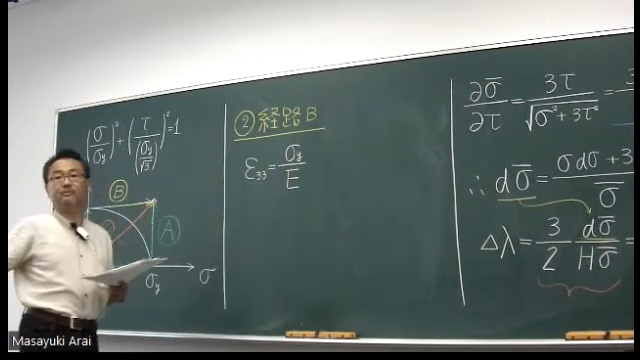 (σ/σy)² + (τ/(σy/√3))² = 1
B
A
σy
σ
② 経路B
ε33 = σy/E
∂σ̄/∂τ = 3τ/√(σ²+3τ²) =
∴ dσ̄ = σdσ+3/σ̄
Δλ = 3/2 dσ̄/Hσ̄ =
Masayuki Arai